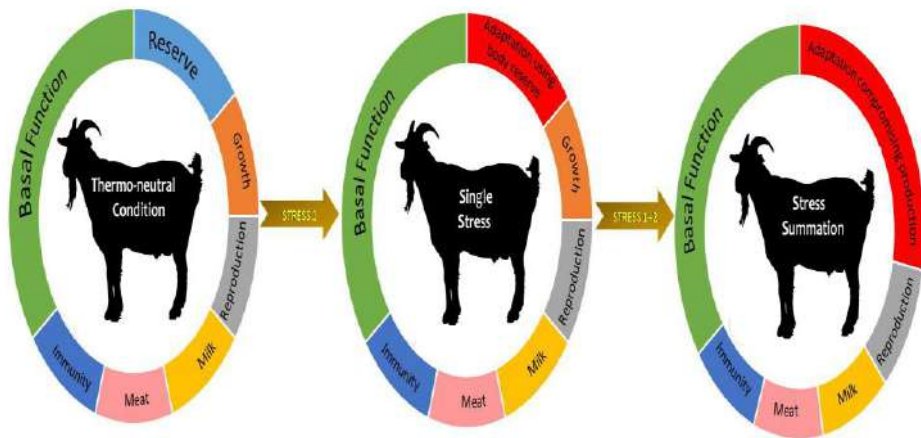 Basal Function
Reserve
Growth
Reproduction
Milk
Meat
Immunity
Thermo-neutral
Condition
STRESS 1
Basal Function
Adaptation using
body reserve
Growth
Reproduction
Milk
Meat
Immunity
Single
Stress
STRESS 1+2
Basal Function
Adaptation compromising production
Reproduction
Milk
Meat
Immunity
Stress
Summation